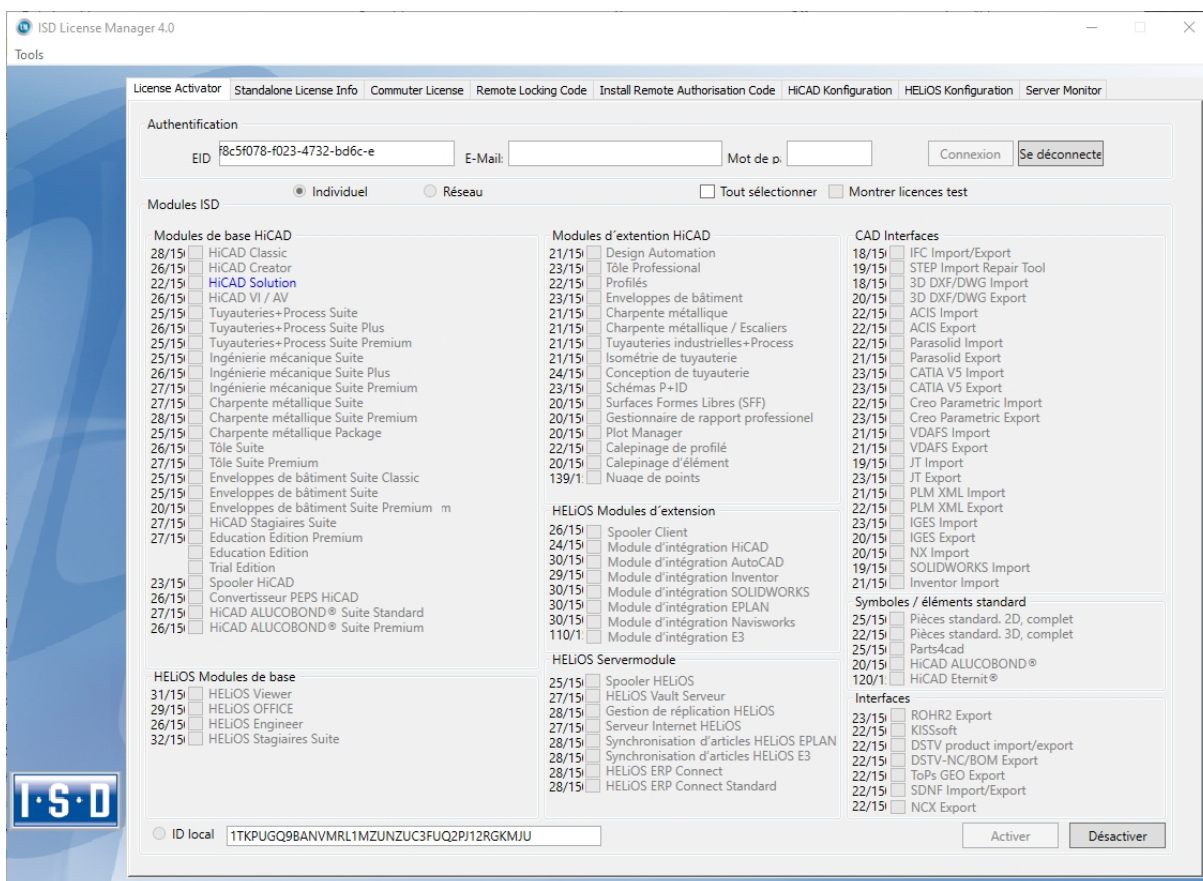 ISD License Manager 4.0
Tools
License Activator Standalone License Info Commuter License Remote Locking Code Install Remote Authorisation Code HiCAD Konfiguration HELiOS Konfiguration Server Monitor
Authentification
EID f8c5f078-f023-4732-bd6c-e E-Mail: Mot de p Connexion Se déconnecte
Individuel Réseau Tout sélectionner Montrer licences test
Modules ISD
Modules de base HiCAD
28/15 HiCAD Classic
26/15 HiCAD Creator
22/15 HiCAD Solution
26/15 HiCAD VI / AV
25/15 Tuyauteries+Process Suite
26/15 Tuyauteries+Process Suite Plus
25/15 Tuyauteries+Process Suite Premium
25/15 Ingénierie mécanique Suite
26/15 Ingénierie mécanique Suite Plus
27/15 Ingénierie mécanique Suite Premium
27/15 Charpente métallique Suite
28/15 Charpente métallique Suite Premium
25/15 Charpente métallique Package
26/15 Tôle Suite
27/15 Tôle Suite Premium
25/15 Enveloppes de bâtiment Suite Classic
25/15 Enveloppes de bâtiment Suite
20/15 Enveloppes de bâtiment Suite Premium m
27/15 HiCAD Stagiaires Suite
27/15 Education Edition Premium
Education Edition
Trial Edition
23/15 Spooler HiCAD
26/15 Convertisseur PEPS HiCAD
27/15 HiCAD ALUCOBOND® Suite Standard
26/15 HiCAD ALUCOBOND® Suite Premium
HELiOS Modules de base
31/15 HELiOS Viewer
29/15 HELiOS OFFICE
26/15 HELiOS Engineer
32/15 HELiOS Stagiaires Suite
Modules d´extention HiCAD
21/15 Design Automation
23/15 Tôle Professional
22/15 Profilés
23/15 Enveloppes de bâtiment
21/15 Charpente métallique
21/15 Charpente métallique / Escaliers
21/15 Tuyauteries industrielles+Process
21/15 Isométrie de tuyauterie
24/15 Conception de tuyauterie
23/15 Schémas P+ID
20/15 Surfaces Formes Libres (SFF)
20/15 Gestionnaire de rapport professionel
20/15 Plot Manager
22/15 Calepinage de profilé
20/15 Calepinage d'élément
139/1 Nuage de points
HELiOS Modules d´extension
26/15 Spooler Client
24/15 Module d'intégration HiCAD
30/15 Module d'intégration AutoCAD
29/15 Module d'intégration Inventor
30/15 Module d'intégration SOLIDWORKS
30/15 Module d'intégration EPLAN
30/15 Module d'intégration Navisworks
110/1 Module d'intégration E3
HELiOS Servermodule
25/15 Spooler HELiOS
27/15 HELiOS Vault Serveur
28/15 Gestion de réplication HELiOS
27/15 Serveur Internet HELiOS
28/15 Synchronisation d'articles HELiOS EPLAN
28/15 Synchronisation d'articles HELiOS E3
28/15 HELiOS ERP Connect
28/15 HELiOS ERP Connect Standard
CAD Interfaces
18/15 IFC Import/Export
19/15 STEP Import Repair Tool
18/15 3D DXF/DWG Import
20/15 3D DXF/DWG Export
22/15 ACIS Import
22/15 ACIS Export
22/15 Parasolid Import
21/15 Parasolid Export
23/15 CATIA V5 Import
23/15 CATIA V5 Export
22/15 Creo Parametric Import
23/15 Creo Parametric Export
21/15 VDAFS Import
21/15 VDAFS Export
19/15 JT Import
23/15 JT Export
21/15 PLM XML Import
22/15 PLM XML Export
23/15 IGES Import
20/15 IGES Export
20/15 NX Import
19/15 SOLIDWORKS Import
21/15 Inventor Import
Symboles / éléments standard
25/15 Pièces standard. 2D, complet
22/15 Pièces standard. 3D, complet
25/15 Parts4cad
20/15 HiCAD ALUCOBOND®
120/1 HiCAD Eternit®
Interfaces
23/15 ROHR2 Export
22/15 KISSsoft
22/15 DSTV product import/export
22/15 DSTV-NC/BOM Export
22/15 ToPs GEO Export
22/15 SDNF Import/Export
22/15 NCX Export
I·S·D
ID local 1TKPUGQ9BANVMRL1MZUNZUC3FUQ2PJ12RGKMJU Activer Désactiver